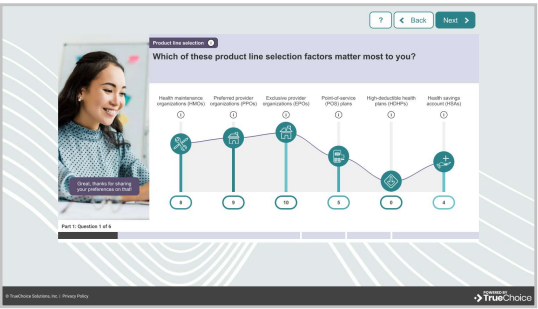 ?
Back
Next
Product line selection
Which of these product line selection factors matter most to you?
Health maintenance
organizations (HMOs)
Preferred provider
organizations (PPOs)
Exclusive provider
organizations (EPOs)
Point-of-service
(POS) plans
High-deductible health
plans (HDHPs)
Health savings
account (HSAs)
Great, thanks for sharing
your preferences on that!
8
9
10
5
0
4
Part 1: Question 1 of 6
© TrueChoice Solutions, Inc. | Privacy Policy
POWERED BY
TrueChoice